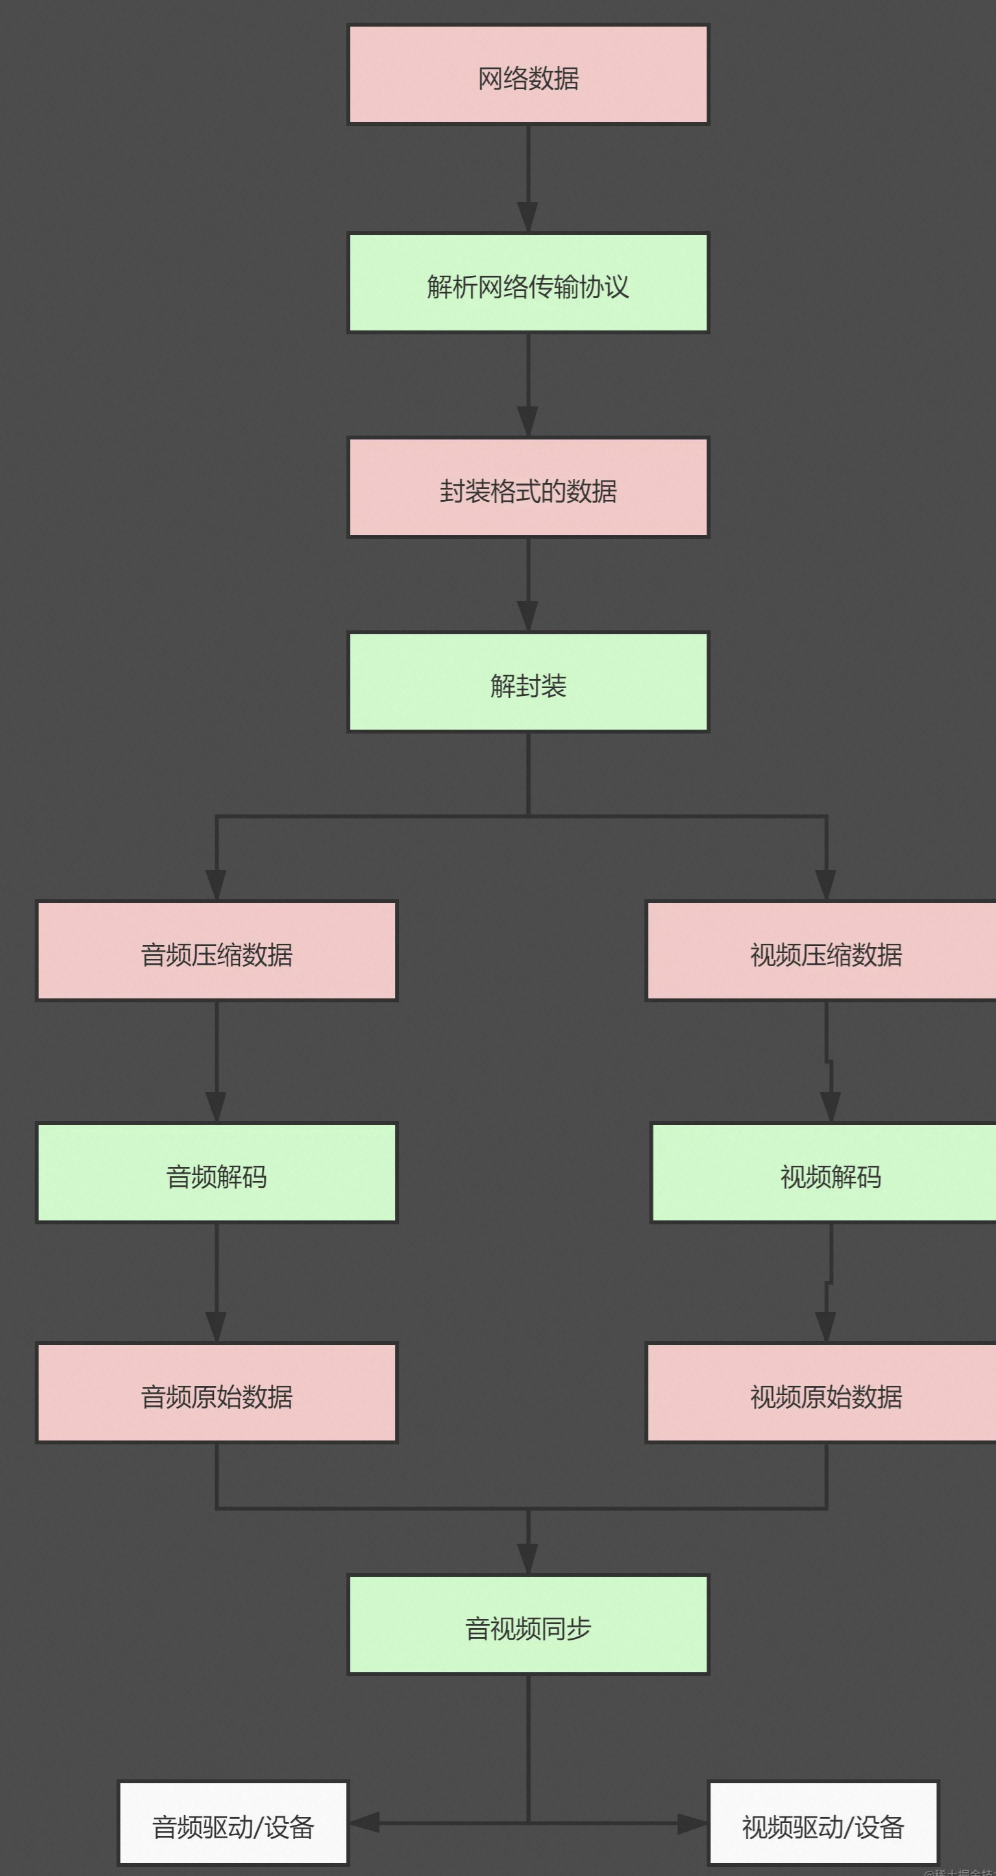 网络数据
解析网络传输协议
封装格式的数据
解封装
音频压缩数据
视频压缩数据
音频解码
视频解码
音频原始数据
视频原始数据
音视频同步
音频驱动/设备
视频驱动/设备